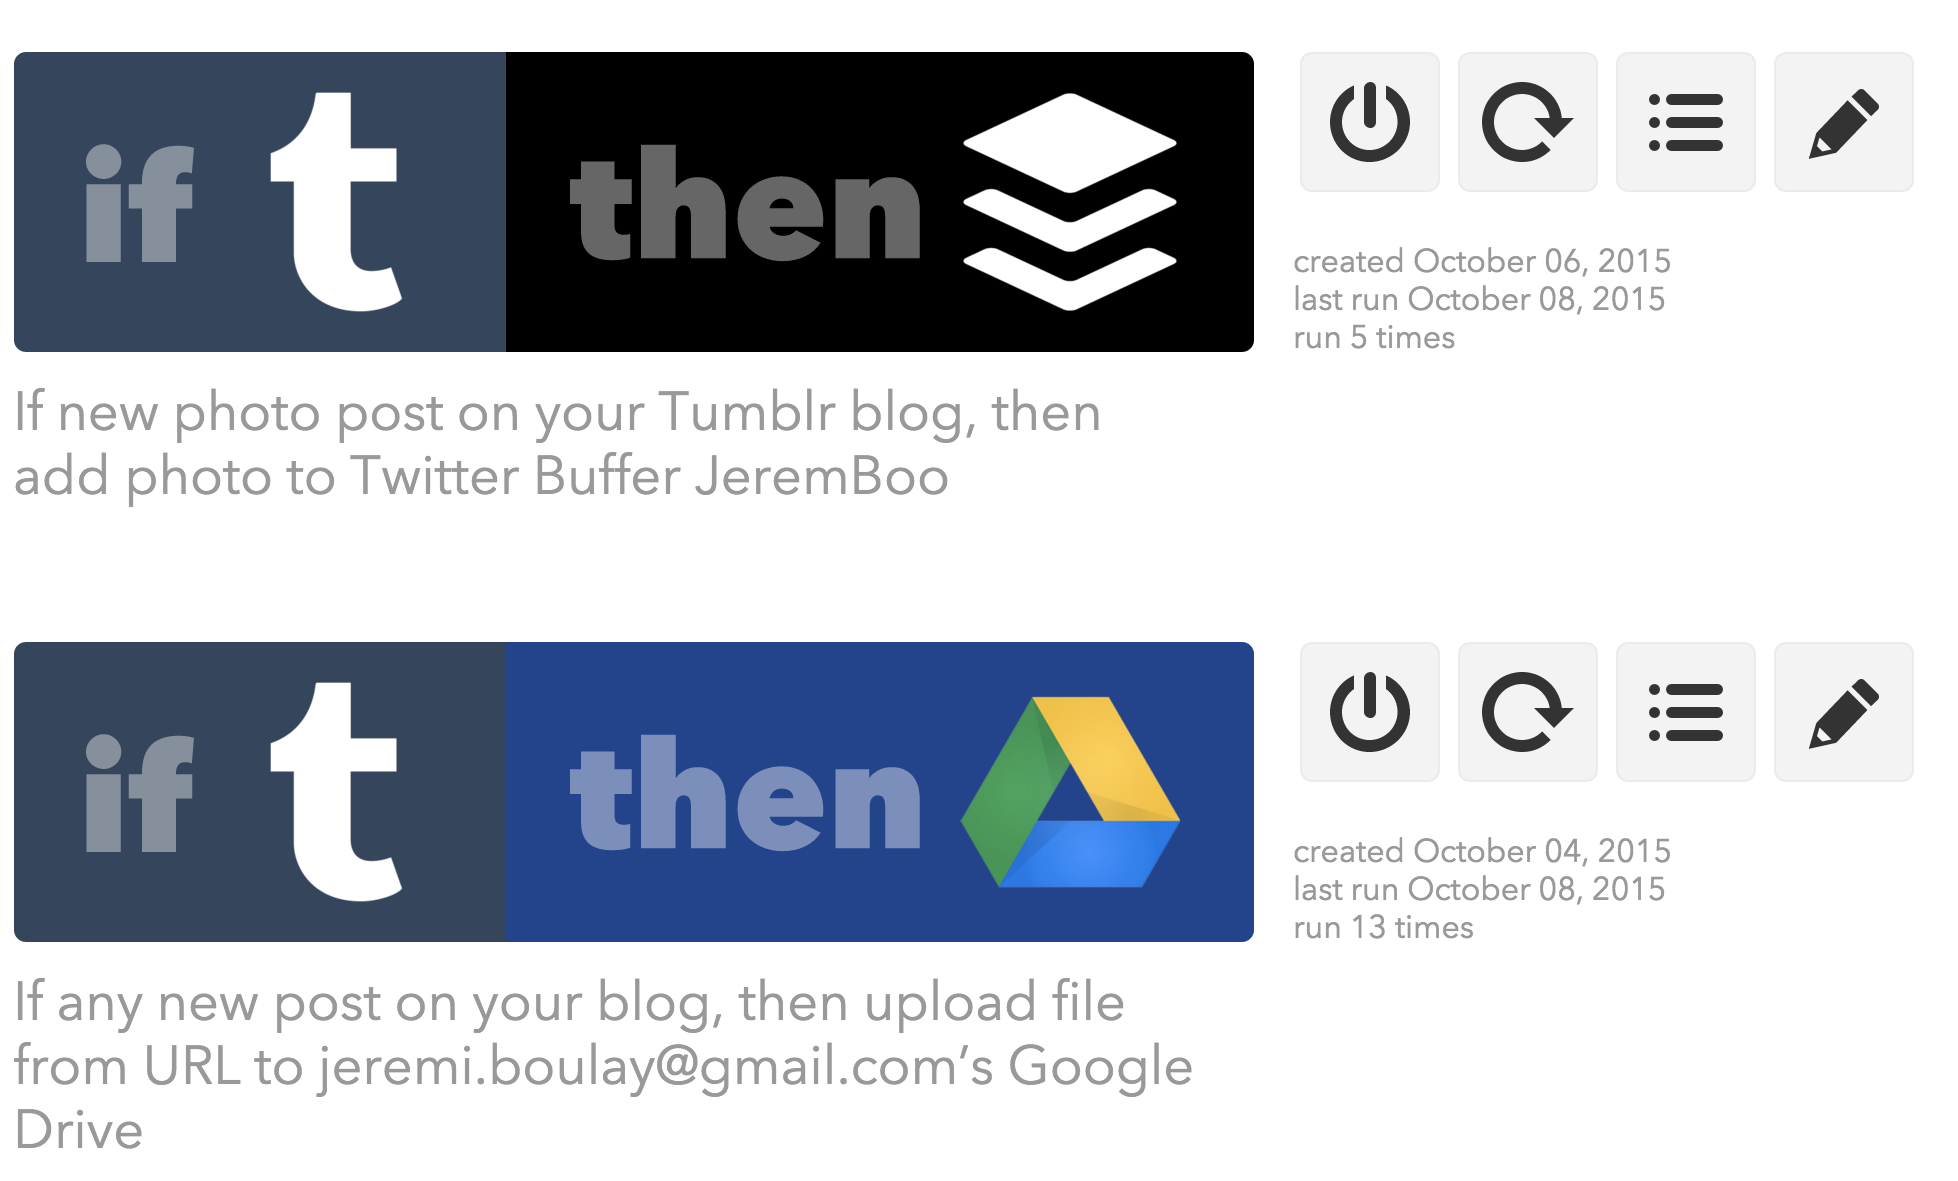 if t then
created October 06, 2015
last run October 08, 2015
run 5 times
If new photo post on your Tumblr blog, then
add photo to Twitter Buffer JeremBoo
if t then
created October 04, 2015
last run October 08, 2015
run 13 times
If any new post on your blog, then upload file
from URL to jeremi.boulay@gmail.com‘s Google
Drive